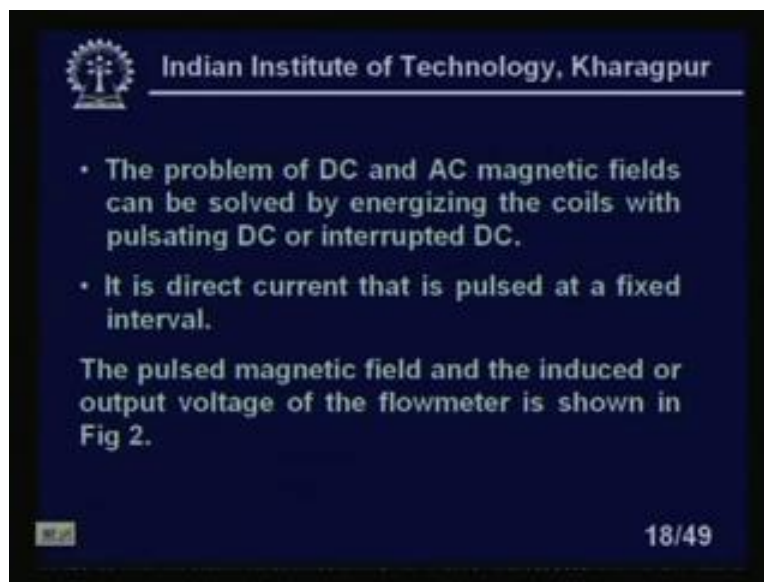 Indian Institute of Technology, Kharagpur
• The problem of DC and AC magnetic fields
can be solved by energizing the coils with
pulsating DC or interrupted DC.
• It is direct current that is pulsed at a fixed
interval.
The pulsed magnetic field and the induced or
output voltage of the flowmeter is shown in
Fig 2.
18/49